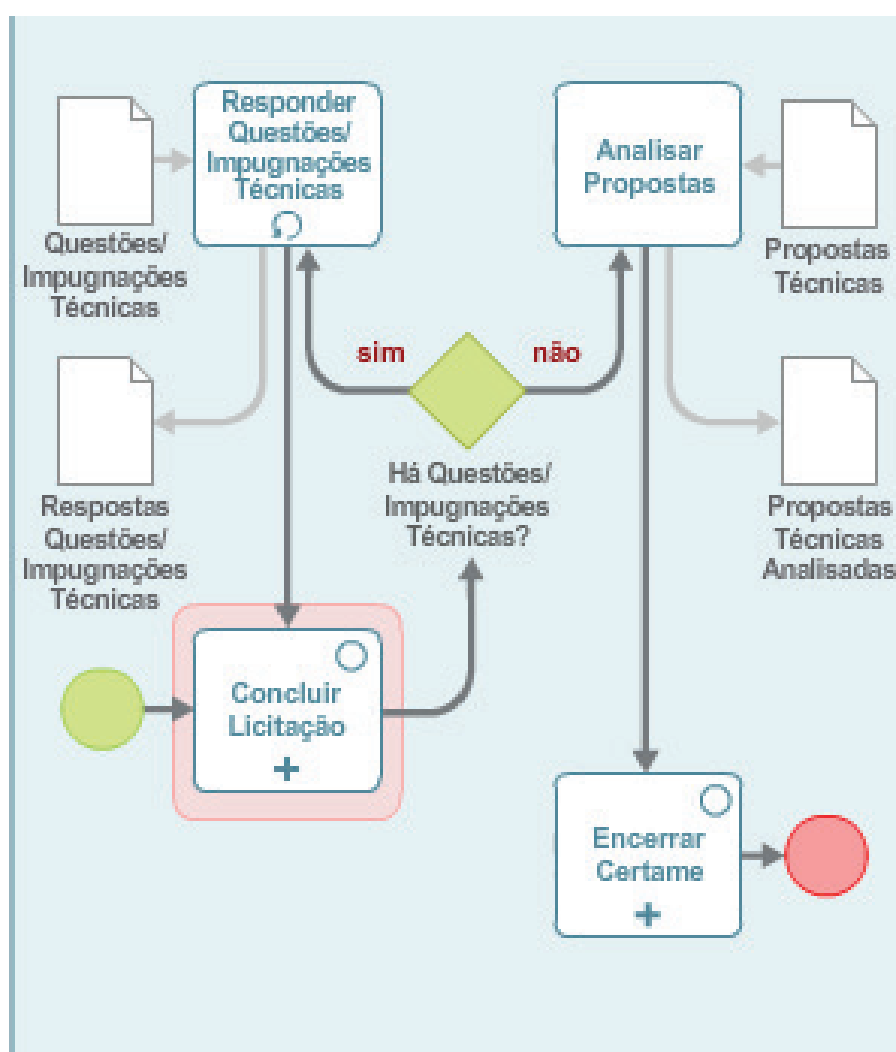 Responder
Questões/
Impugnações
Técnicas
Analisar
Propostas
Questões/
Impugnações
Técnicas
Propostas
Técnicas
sim
não
Há Questões/
Impugnações
Técnicas?
Respostas
Questões/
Impugnações
Técnicas
Propostas
Técnicas
Analisadas
Concluir
Licitação
Encerrar
Certame